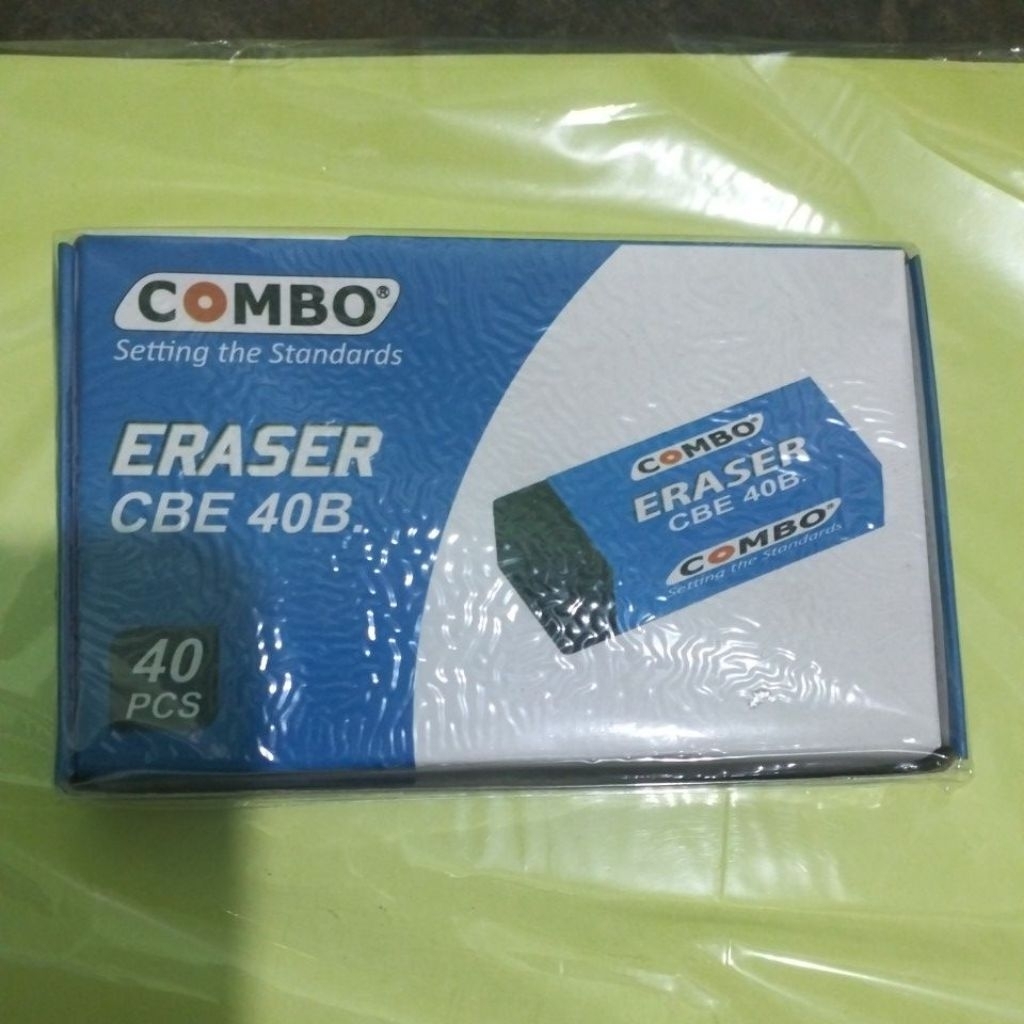 COMBO®
Setting the Standards
ERASER
CBE 40B.
40
PCS
COMBO®
ERASER
CBE 40B.
COMBO®
Setting the Standards